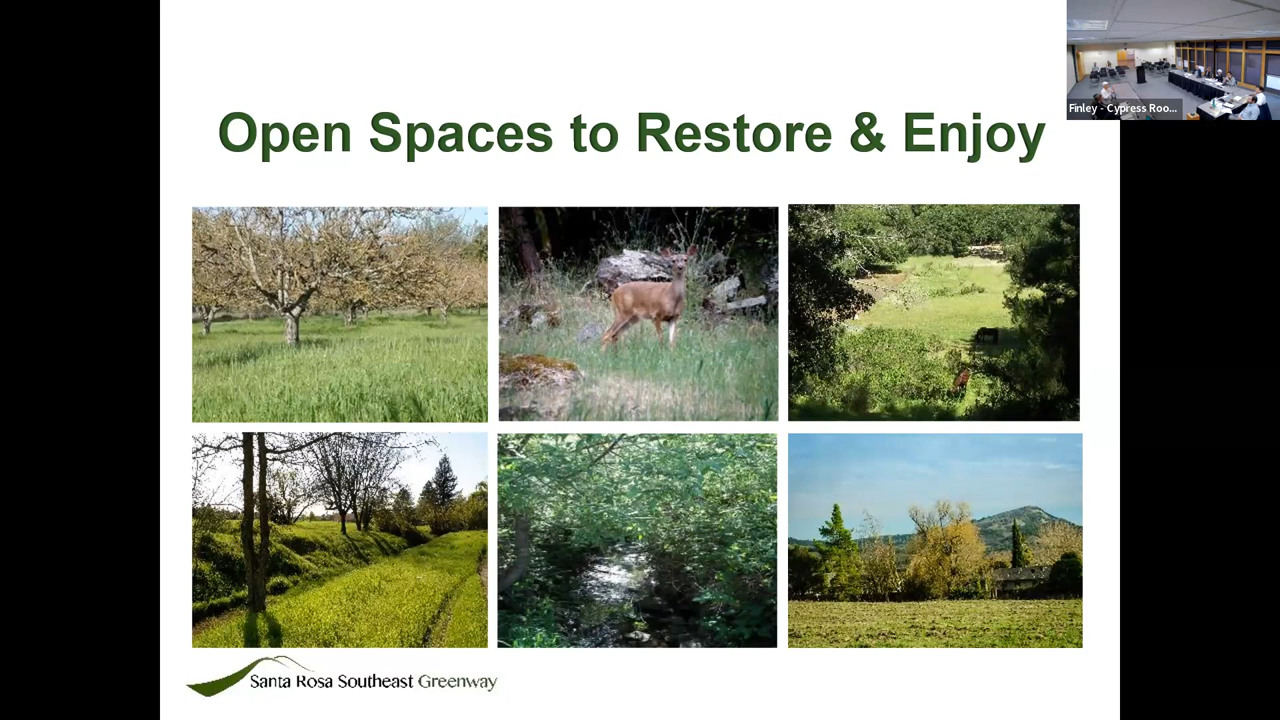 Finley - Cypress Roo...
Open Spaces to Restore & Enjoy
Santa Rosa Southeast Greenway